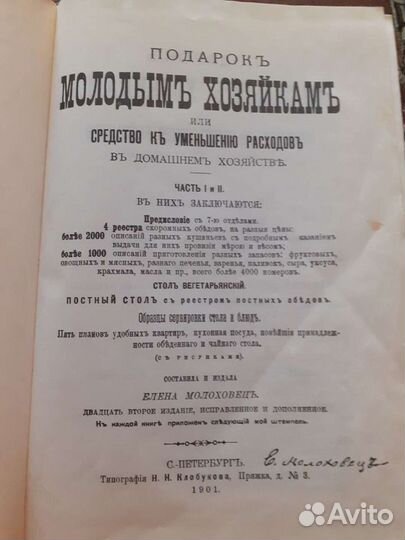 ПОДАРОКЪ
МОЛОДЫМЪ ХОЗЯЙКАМЪ
ИЛИ
СРЕДСТВО КЪ УМЕНЬШЕНІЮ РАСХОДОВЪ
ВЪ ДОМАШНЕМЪ ХОЗЯЙСТВѢ.
ЧАСТЬ I и II.
ВЪ НИХЪ ЗАКЛЮЧАЮТСЯ:
Предисловіе съ 7-ю отдѣлами.
4 реестра скоромныхъ обѣдовъ, на разныя цѣны;
болѣе 2000 описаній разныхъ кушаньевъ съ подробнымъ указаніемъ
выдачи для нихъ провизіи мѣрою и вѣсомъ;
болѣе 1000 описаній приготовленія разныхъ запасовъ: фруктовыхъ,
овощныхъ и мясныхъ, разнаго печенья, варенья, наливокъ, сыра, уксуса,
крахмала, масла и пр., всего болѣе 4000 номеровъ.
СТОЛЪ ВЕГЕТАРЬЯНСКІЙ.
ПОСТНЫЙ СТОЛЪ съ реестромъ постныхъ обѣдовъ.
Образцы сервировки стола и блюдъ.
Пять плановъ удобныхъ квартиръ, кухонная посуда, новѣйшія принадлеж-
ности обѣденнаго и чайнаго стола.
(СЪ РИСУНКАМИ).
СОСТАВИЛА И ИЗДАЛА
ЕЛЕНА МОЛОХОВЕЦЪ.
ДВАДЦАТЬ ВТОРОЕ ИЗДАНІЕ, ИСПРАВЛЕННОЕ И ДОПОЛНЕННОЕ.
Къ каждой книгѣ приложенъ слѣдующій мой штемпель.
С.-ПЕТЕРБУРГЪ. Е. Молоховецъ
Типографія Н. Н. Клобукова, Пряжка, д. № 3.
1901.
Avito